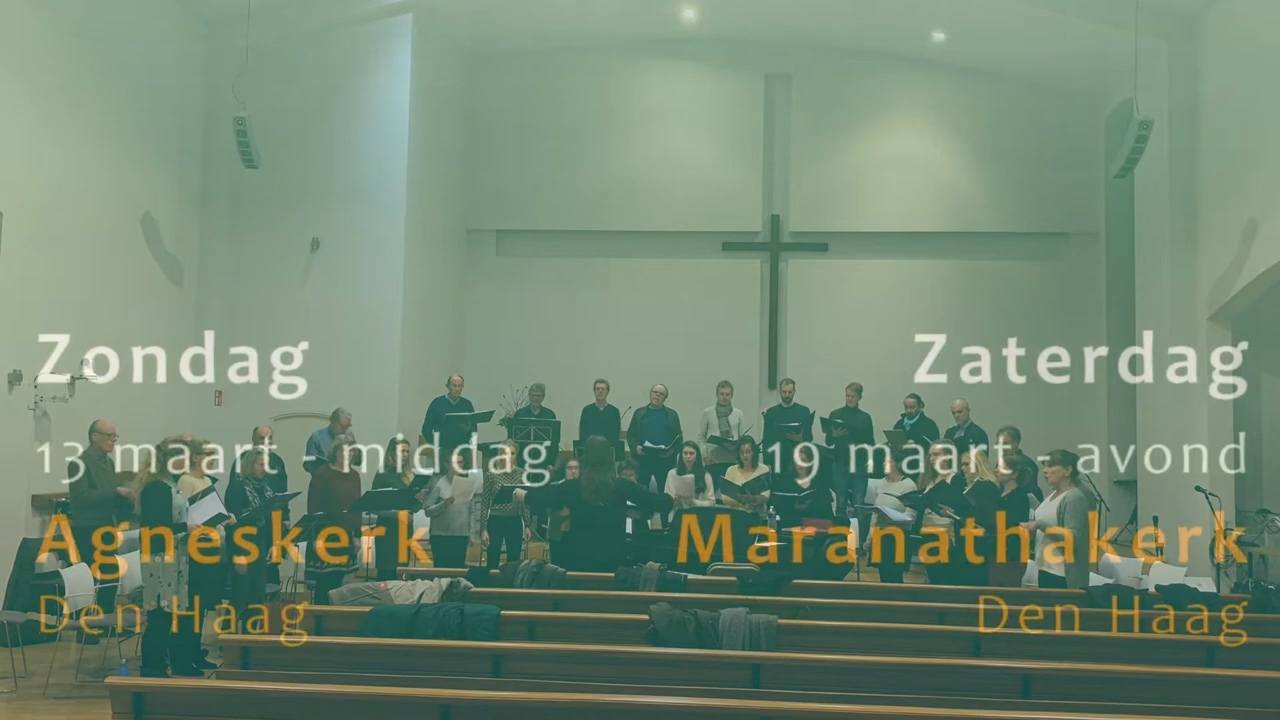 Zondag
13 maart - middag
Agneskerk
Den Haag
Zaterdag
19 maart - avond
Maranathakerk
Den Haag